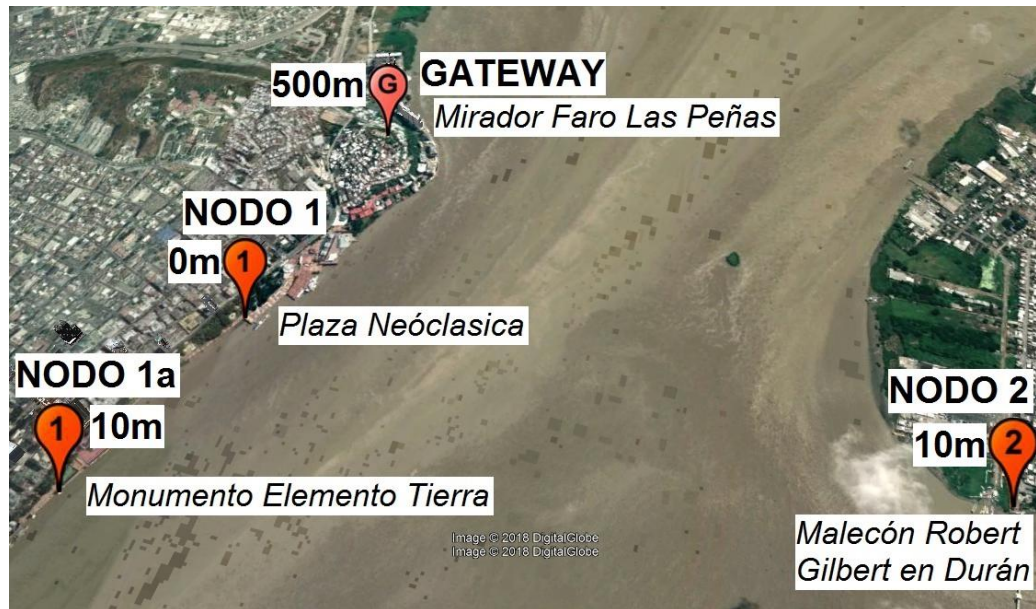 GATEWAY
500m
G
Mirador Faro Las Peñas
NODO 1
0m
1
Plaza Neóclasica
NODO 1a
10m
1
Monumento Elemento Tierra
NODO 2
10m
2
Malecón Robert
Gilbert en Durán
Image © 2018 DigitalGlobe
Image © 2018 DigitalGlobe